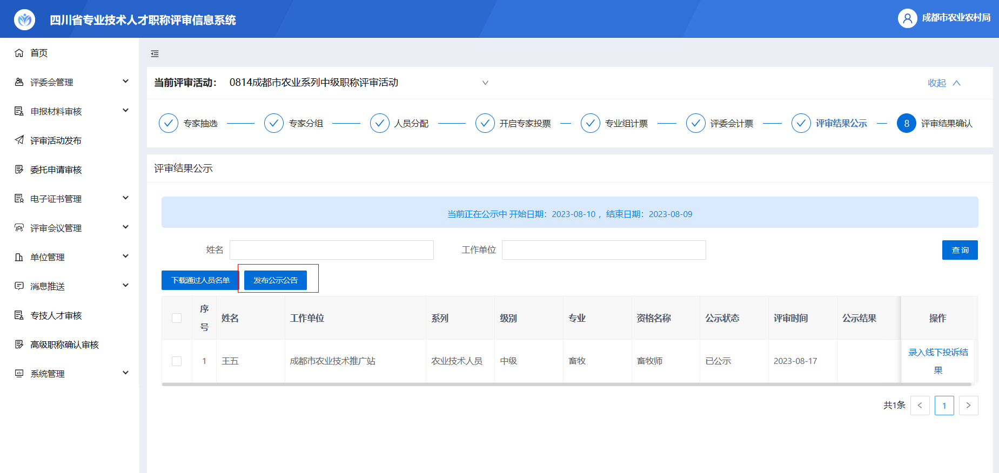 四川省专业技术人才职称评审信息系统
成都市农业农村局
首页
评委会管理
申报材料审核
评审活动发布
委托申请审核
电子证书管理
评审会议管理
单位管理
消息推送
专技人才审核
高级职称确认审核
系统管理
当前评审活动： 0814成都市农业系列中级职称评审活动
收起
专家抽选 专家分组 人员分配 开启专家投票 专业组计票 评委会计票 评审结果公示 8 评审结果确认
评审结果公示
当前正在公示中 开始日期：2023-08-10 ，结束日期：2023-08-09
姓名 工作单位 查 询
下载通过人员名单 发布公示公告
序号 姓名 工作单位 系列 级别 专业 资格名称 公示状态 评审时间 公示结果 操作
1 王五 成都市农业技术推广站 农业技术人员 中级 畜牧 畜牧师 已公示 2023-08-17 录入线下投诉结果
共1条 < 1 >